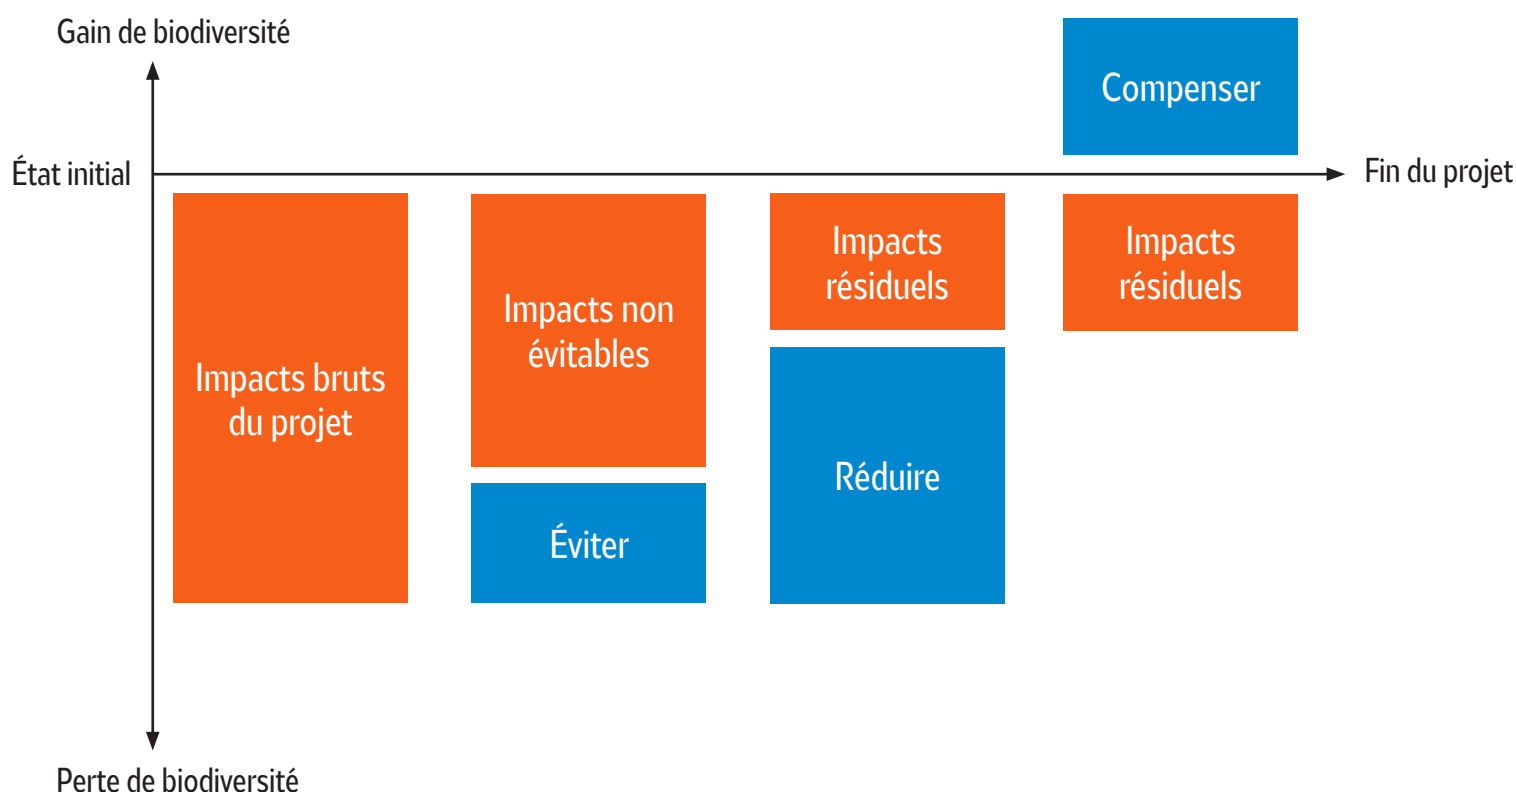 Gain de biodiversité
Compenser
État initial
Fin du projet
Impacts bruts
du projet
Impacts non
évitables
Éviter
Impacts
résiduels
Réduire
Impacts
résiduels
Perte de biodiversité